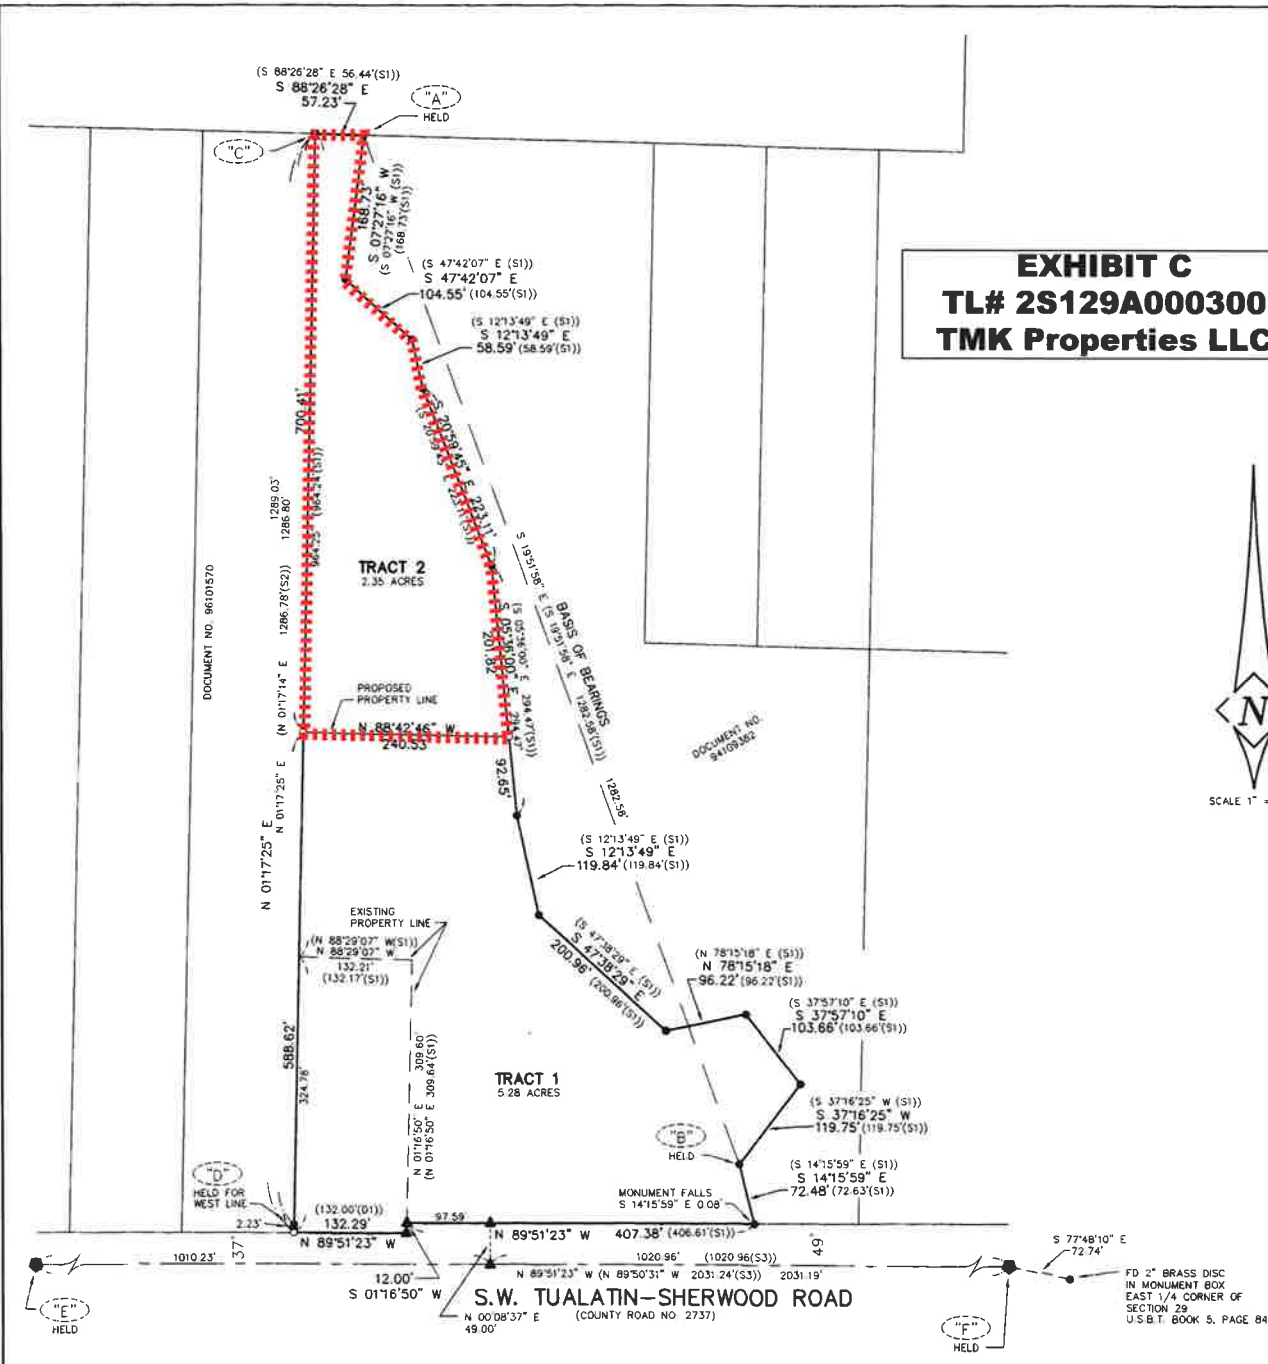 (S 88°26'28" E 56.44'(S1))
S 88°26'28" E
57.23'
"A"
HELD
"C"
168.73'
S 07°27'16" W
(S 07°27'16" W (S1))
(168.73'(S1))
(S 47°42'07" E (S1))
S 47°42'07" E
104.55' (104.55'(S1))
(S 12°13'49" E (S1))
S 12°13'49" E
58.59' (58.59'(S1))
EXHIBIT C
TL# 2S129A000300
TMK Properties LLC
700.41'
S 20°59'45" E 223.11'
1289.03'
1286.80'
964.25' (964.24'(S1))
TRACT 2
2.35 ACRES
S 19°51'58" E (S 19°51'58" E 1282.58'(S1)) 1282.58'
BASIS OF BEARINGS
DOCUMENT NO. 96101570
(N 01°17'14" E 1286.78'(S2))
N 01°17'25" E
N 01°17'25" E
(S 05°36'00" E 294.47'(S1))
S 05°36'00" E 294.47'
201.82'
PROPOSED
PROPERTY LINE
N 88°42'46" W
240.53'
DOCUMENT NO.
94109382
92.65'
N
SCALE 1" =
(S 12°13'49" E (S1))
S 12°13'49" E
119.84' (119.84'(S1))
EXISTING
PROPERTY LINE
(N 88°29'07" W(S1))
N 88°29'07" W
132.21'
(132.17'(S1))
(S 47°38'29" E (S1))
S 47°38'29" E
200.96' (200.96'(S1))
(N 78°15'18" E (S1))
N 78°15'18" E
96.22' (96.22'(S1))
(S 37°57'10" E (S1))
S 37°57'10" E
103.66' (103.66'(S1))
588.62'
324.78'
N 01°16'50" E 309.60'
(N 01°16'50" E 309.64'(S1))
TRACT 1
5.28 ACRES
(S 37°16'25" W (S1))
S 37°16'25" W
119.75' (119.75'(S1))
"B"
HELD
(S 14°15'59" E (S1))
S 14°15'59" E
72.48' (72.63'(S1))
MONUMENT FALLS
S 14°15'59" E 0.08'
"D"
HELD FOR
WEST LINE
2.23'
(132.00'(D1))
132.29'
N 89°51'23" W
97.59'
N 89°51'23" W 407.38' (406.61'(S1))
37'
49'
1010.23'
1020.96' (1020.96(S3))
N 89°51'23" W (N 89°50'31" W 2031.24'(S3)) 2031.19'
12.00'
S 01°16'50" W
S.W. TUALATIN-SHERWOOD ROAD
(COUNTY ROAD NO. 2737)
N 00°08'37" E
49.00'
"E"
HELD
"F"
HELD
S 77°48'10" E
72.74'
FD 2" BRASS DISC
IN MONUMENT BOX
EAST 1/4 CORNER OF
SECTION 29
U.S.B.T. BOOK 5, PAGE 84